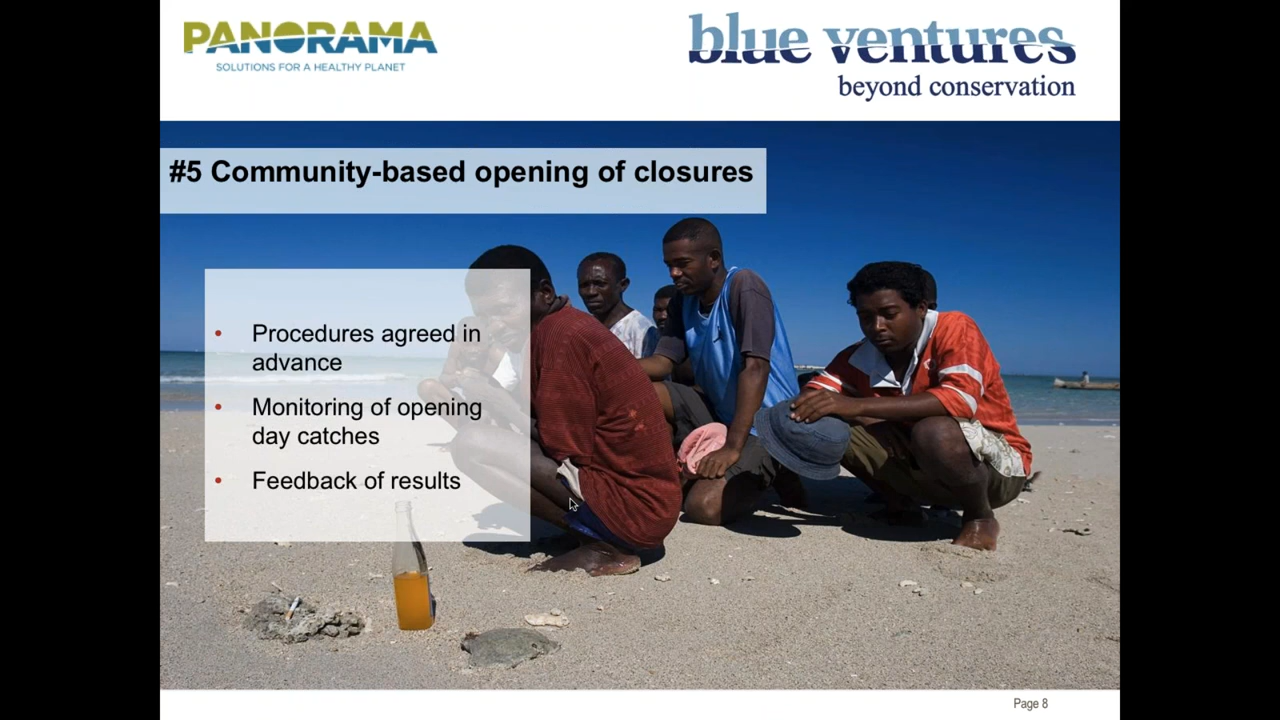 PANORAMA
SOLUTIONS FOR A HEALTHY PLANET
blue ventures
beyond conservation
#5 Community-based opening of closures
• Procedures agreed in
advance
• Monitoring of opening
day catches
• Feedback of results
Page 8